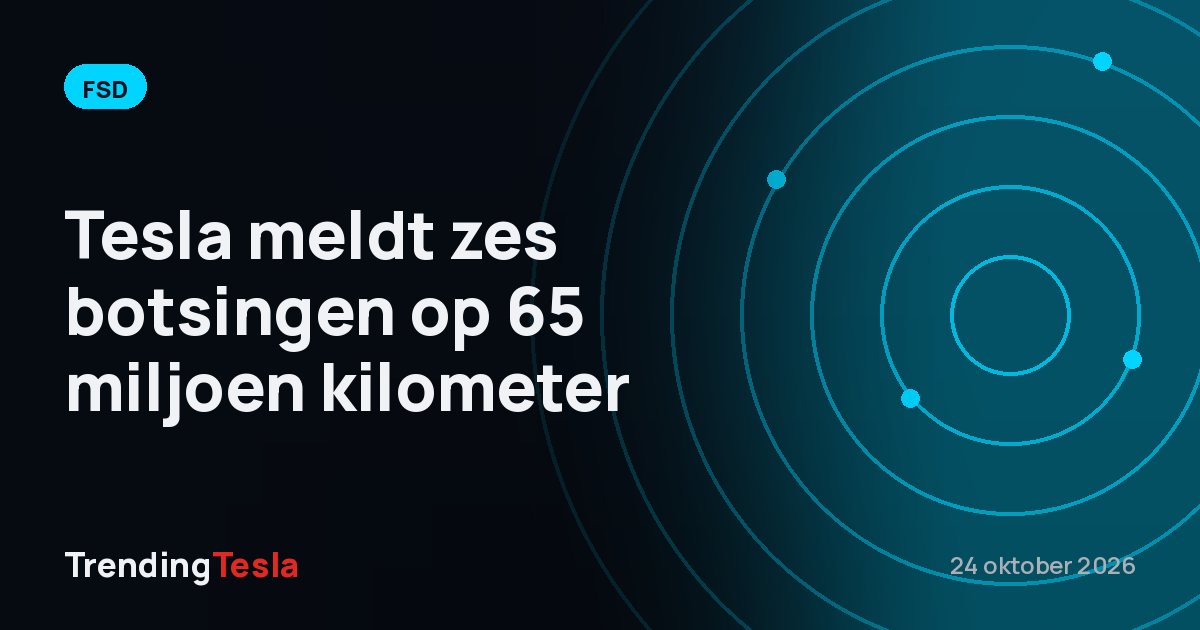 FSD
Tesla meldt zes
botsingen op 65
miljoen kilometer
TrendingTesla
24 oktober 2026